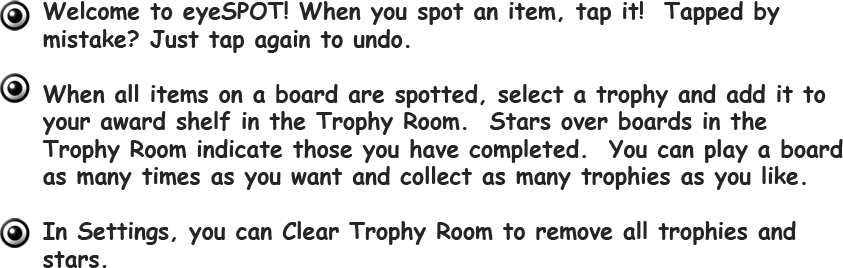 Welcome to eyeSPOT! When you spot an item, tap it!  Tapped by
mistake? Just tap again to undo.
When all items on a board are spotted, select a trophy and add it to
your award shelf in the Trophy Room.  Stars over boards in the
Trophy Room indicate those you have completed.  You can play a board
as many times as you want and collect as many trophies as you like.
In Settings, you can Clear Trophy Room to remove all trophies and
stars.